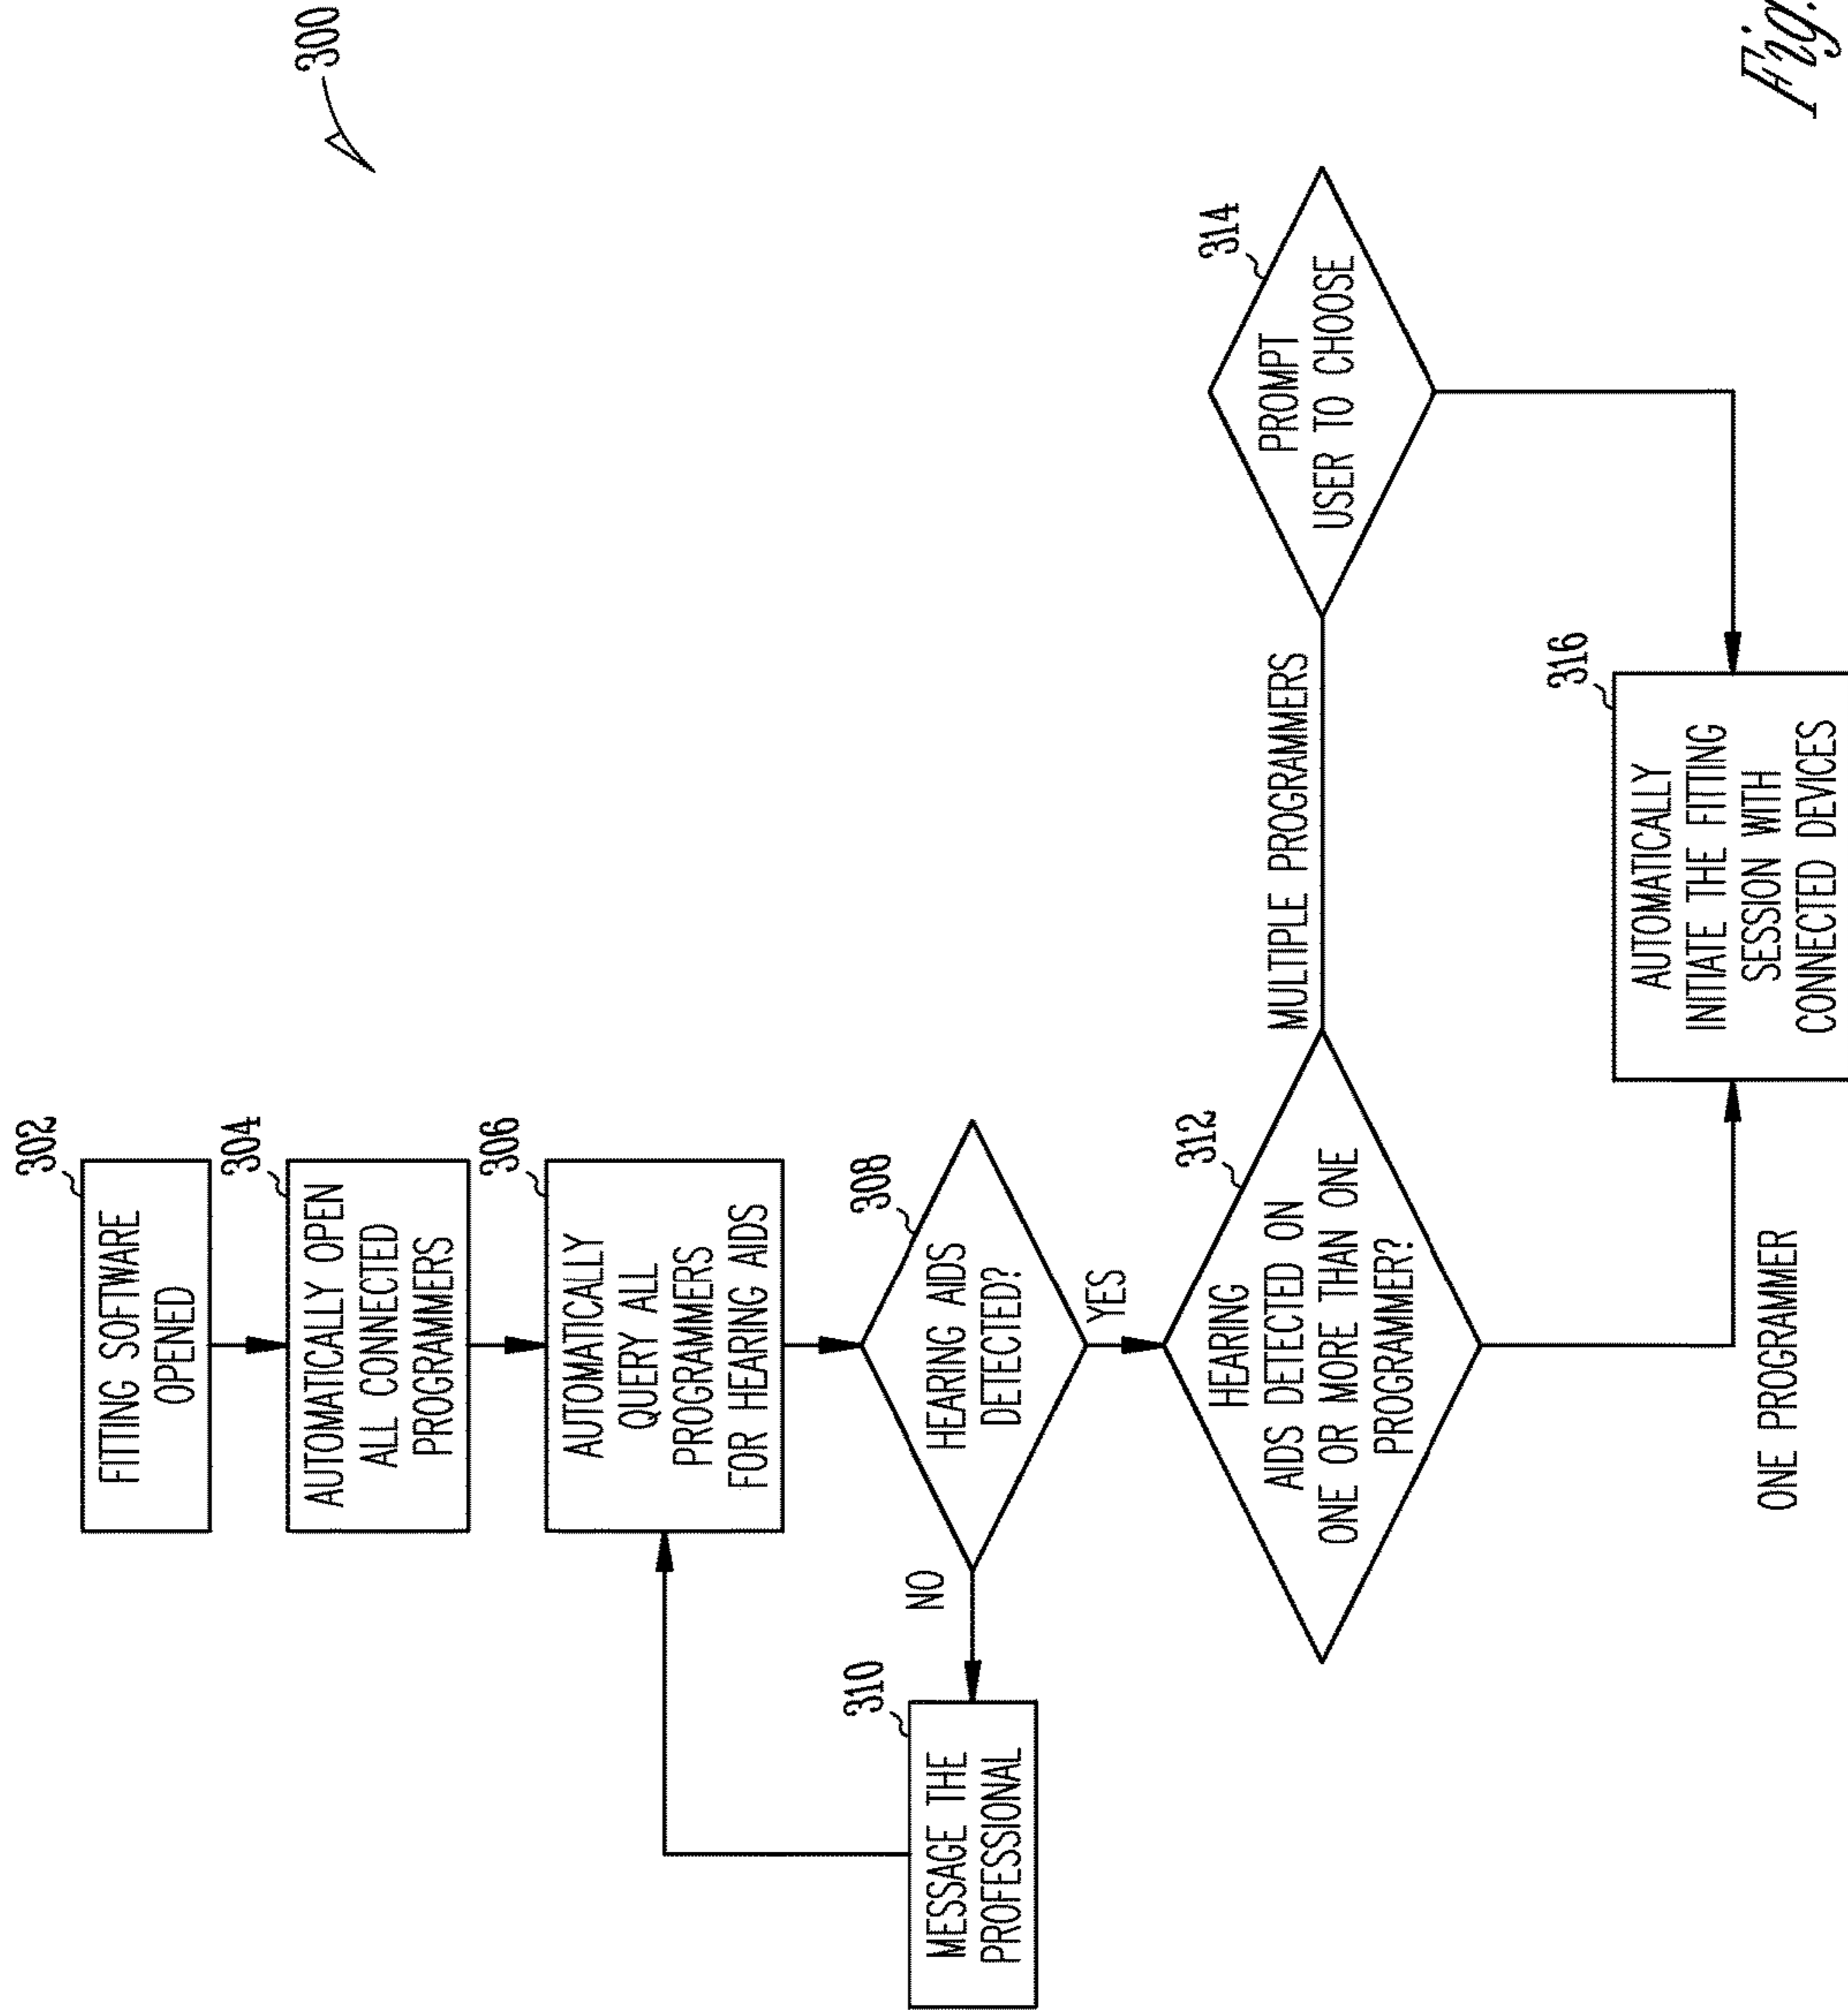 300
302
FITTING SOFTWARE
OPENED
304
AUTOMATICALLY OPEN
ALL CONNECTED
PROGRAMMERS
306
AUTOMATICALLY
QUERY ALL
PROGRAMMERS
FOR HEARING AIDS
308
HEARING AIDS
DETECTED?
NO
YES
310
MESSAGE THE
PROFESSIONAL
312
HEARING
AIDS DETECTED ON
ONE OR MORE THAN ONE
PROGRAMMER?
MULTIPLE PROGRAMMERS
314
PROMPT
USER TO CHOOSE
ONE PROGRAMMER
316
AUTOMATICALLY
INITIATE THE FITTING
SESSION WITH
CONNECTED DEVICES
Fig.